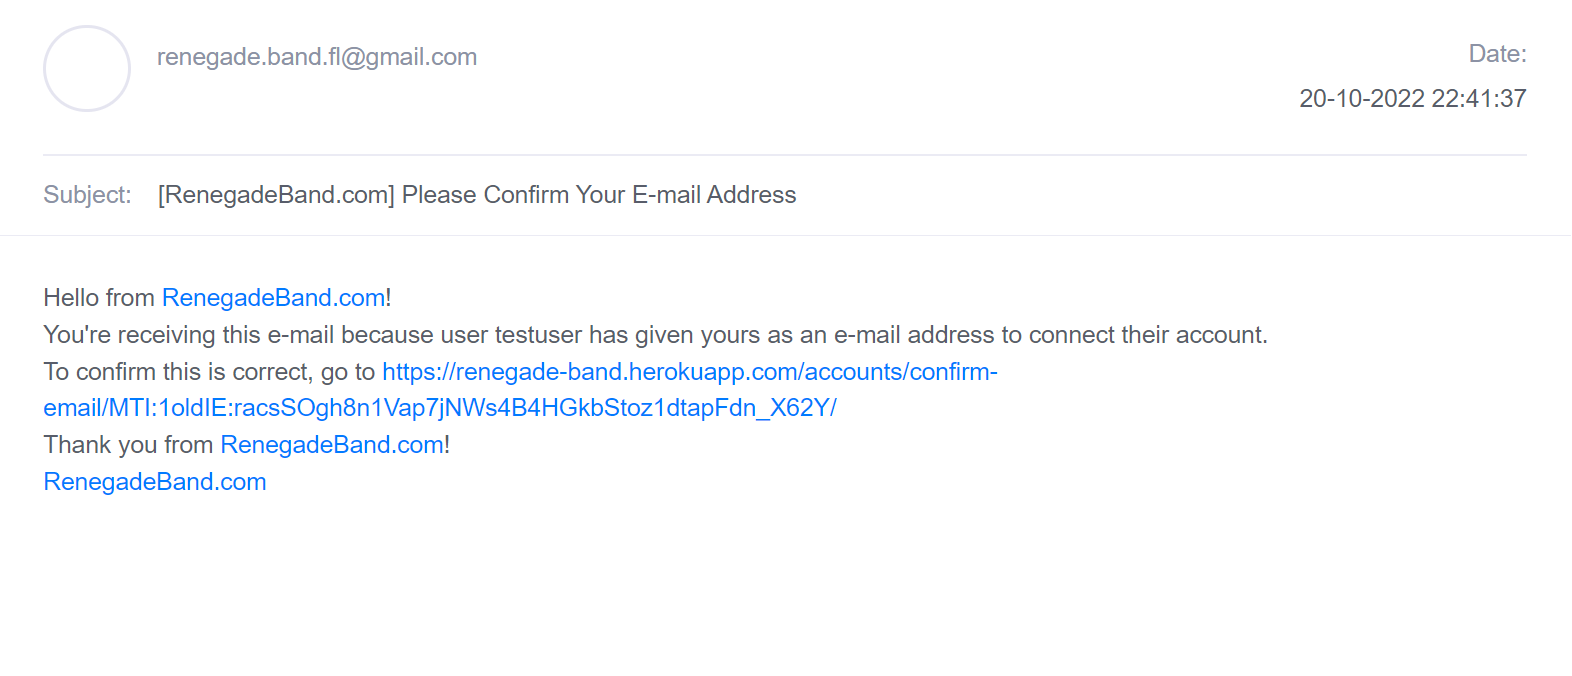 renegade.band.fl@gmail.com
Date:
20-10-2022 22:41:37
Subject: [RenegadeBand.com] Please Confirm Your E-mail Address
Hello from RenegadeBand.com!
You're receiving this e-mail because user testuser has given yours as an e-mail address to connect their account.
To confirm this is correct, go to https://renegade-band.herokuapp.com/accounts/confirm-
email/MTI:1oldIE:racsSOgh8n1Vap7jNWs4B4HGkbStoz1dtapFdn_X62Y/
Thank you from RenegadeBand.com!
RenegadeBand.com